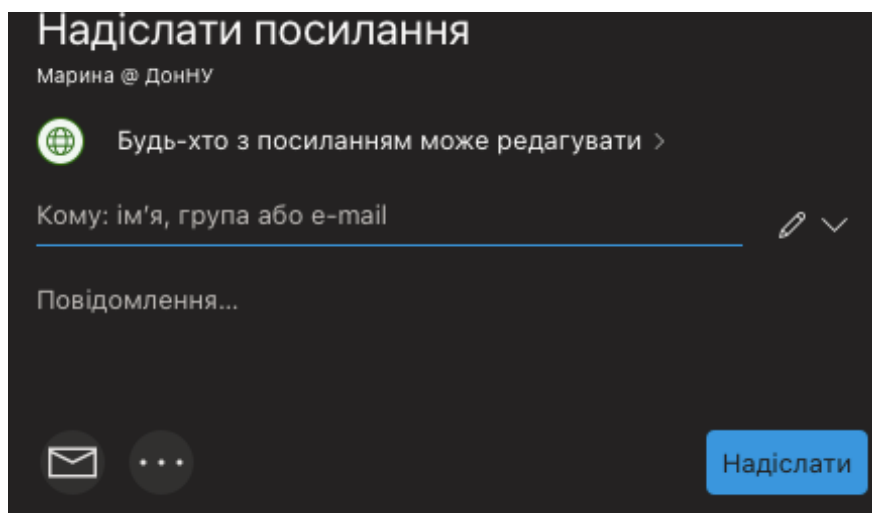 Надіслати посилання
Марина @ ДонНУ
Будь-хто з посиланням може редагувати >
Кому: ім’я, група або e-mail
Повідомлення...
Надіслати